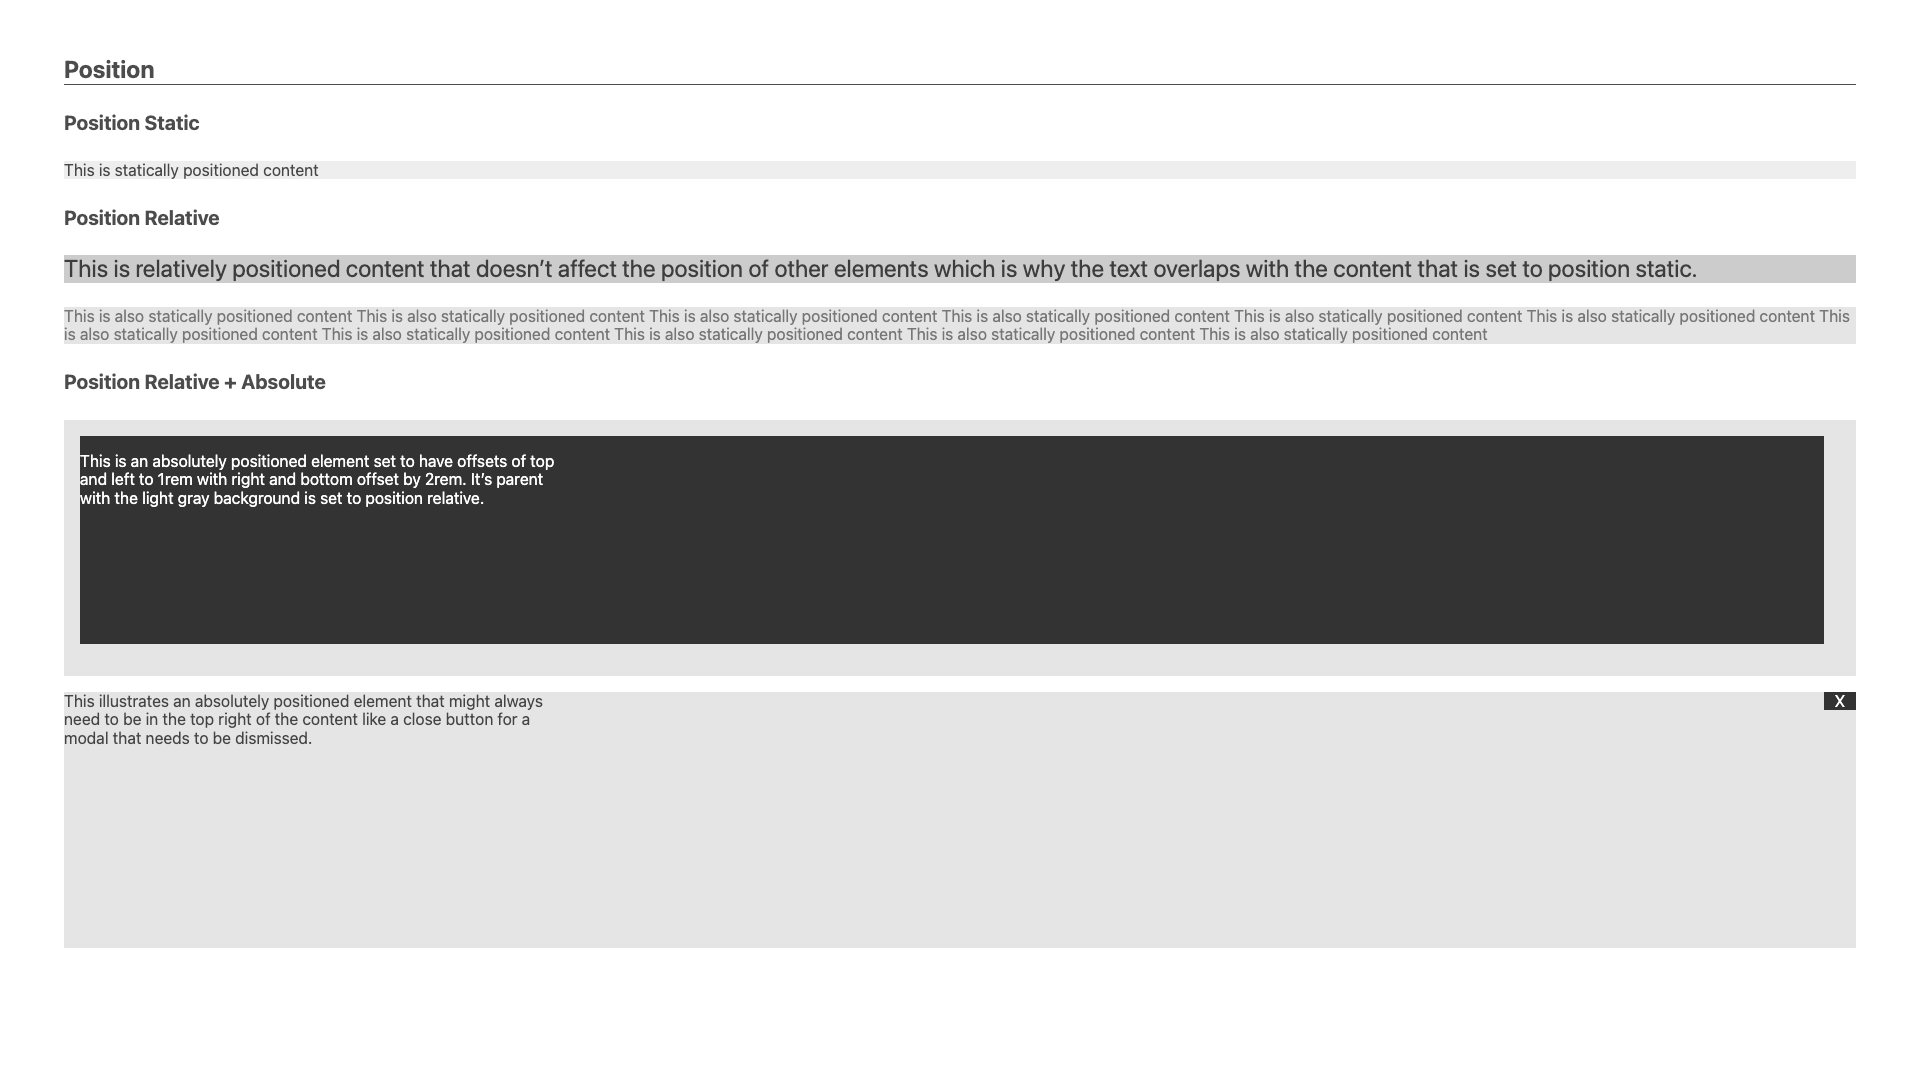 Position
Position Static
This is statically positioned content
Position Relative
This is relatively positioned content that doesn’t affect the position of other elements which is why the text overlaps with the content that is set to position static.
This is also statically positioned content This is also statically positioned content This is also statically positioned content This is also statically positioned content This is also statically positioned content This is also statically positioned content This
is also statically positioned content This is also statically positioned content This is also statically positioned content This is also statically positioned content This is also statically positioned content
Position Relative + Absolute
This is an absolutely positioned element set to have offsets of top
and left to 1rem with right and bottom offset by 2rem. It’s parent
with the light gray background is set to position relative.
This illustrates an absolutely positioned element that might always
need to be in the top right of the content like a close button for a
modal that needs to be dismissed.
X